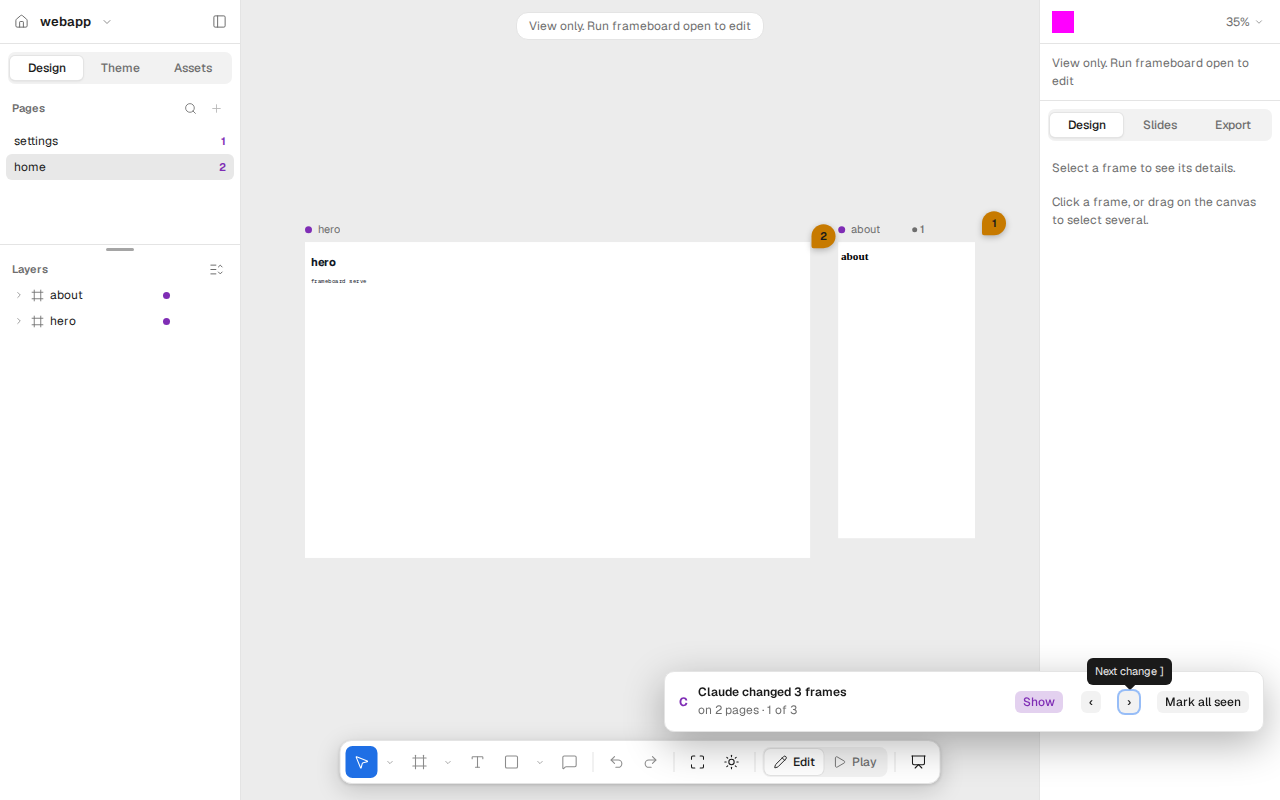 webapp
View only. Run frameboard open to edit
35%
Design
Theme
Assets
View only. Run frameboard open to
edit
Pages
Design
Slides
Export
settings
1
home
2
Select a frame to see its details.
Click a frame, or drag on the canvas
to select several.
hero
2
about
1
1
Layers
hero
frameboard serve
about
about
hero
Next change ]
C
Claude changed 3 frames
on 2 pages · 1 of 3
Show
‹
›
Mark all seen
Edit
Play